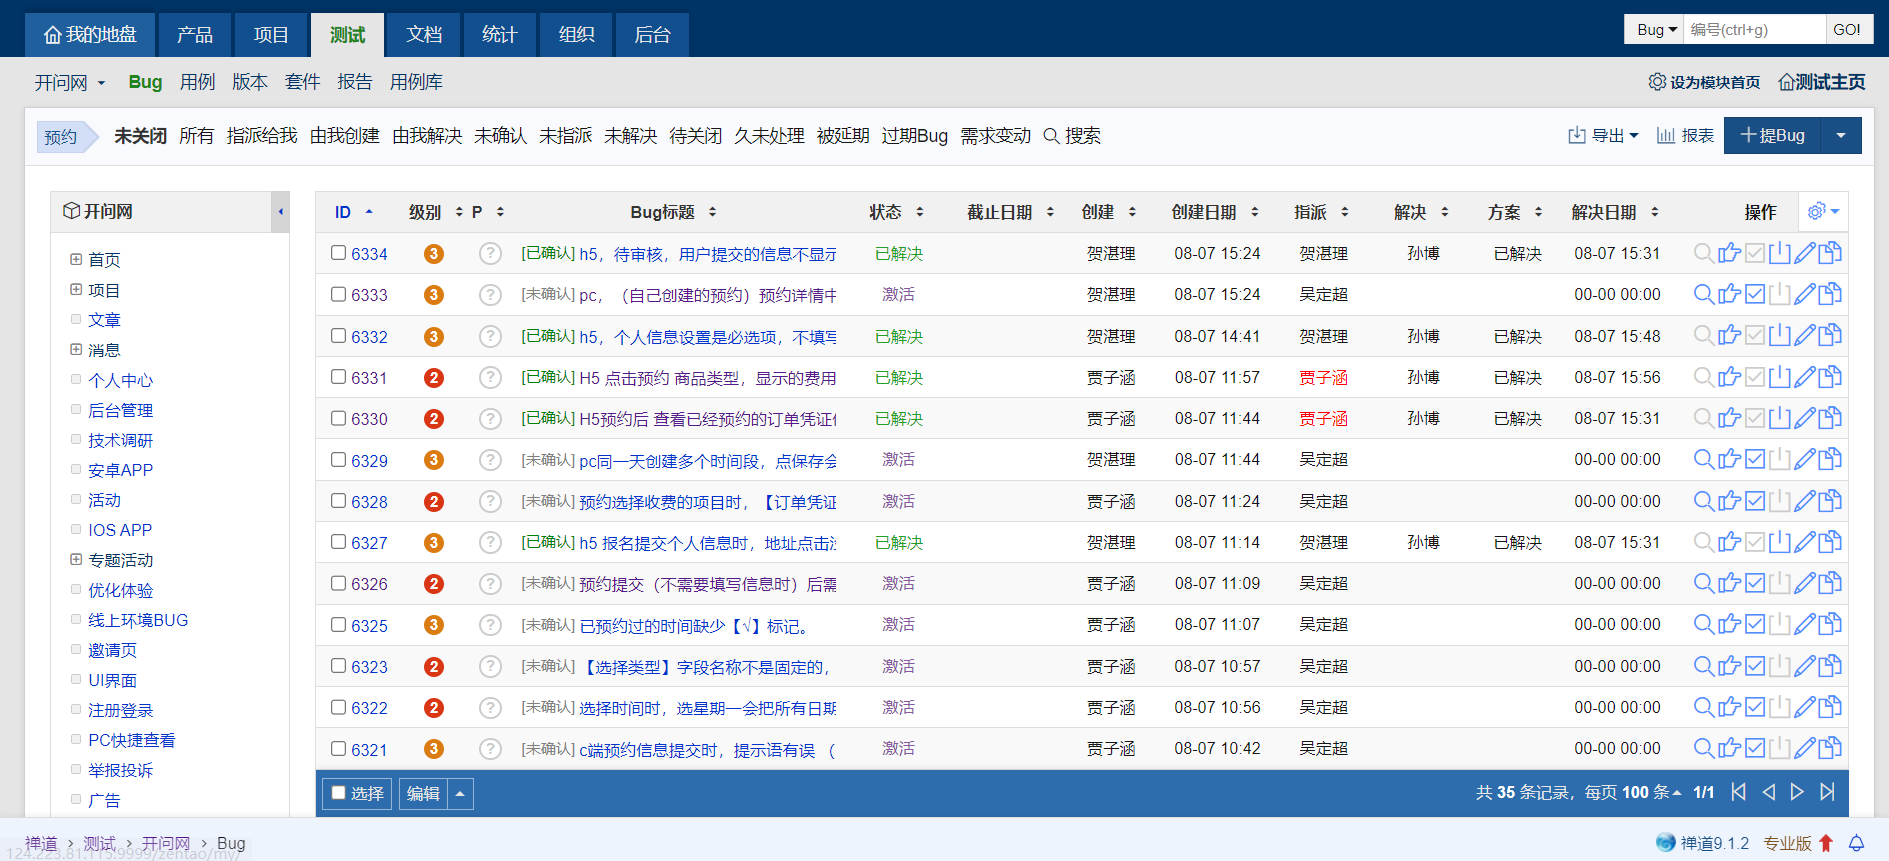 我的地盘 产品 项目 测试 文档 统计 组织 后台 Bug 编号(ctrl+g) GO!
开问网 Bug 用例 版本 套件 报告 用例库 设为模块首页 测试主页
预约 未关闭 所有 指派给我 由我创建 由我解决 未确认 未指派 未解决 待关闭 久未处理 被延期 过期Bug 需求变动 搜索 导出 报表 提Bug
开问网
首页
项目
文章
消息
个人中心
后台管理
技术调研
安卓APP
活动
IOS APP
专题活动
优化体验
线上环境BUG
邀请页
UI界面
注册登录
PC快捷查看
举报投诉
广告
ID 级别 P Bug标题 状态 截止日期 创建 创建日期 指派 解决 方案 解决日期 操作
6334 3 ? [已确认] h5，待审核，用户提交的信息不显示 已解决 贺湛理 08-07 15:24 贺湛理 孙博 已解决 08-07 15:31
6333 3 ? [未确认] pc，（自己创建的预约）预约详情中 激活 贺湛理 08-07 15:24 吴定超 00-00 00:00
6332 3 ? [已确认] h5，个人信息设置是必选项，不填写 已解决 贺湛理 08-07 14:41 贺湛理 孙博 已解决 08-07 15:48
6331 2 ? [已确认] H5 点击预约 商品类型，显示的费用 已解决 贾子涵 08-07 11:57 贾子涵 孙博 已解决 08-07 15:56
6330 2 ? [已确认] H5预约后 查看已经预约的订单凭证 已解决 贾子涵 08-07 11:44 贾子涵 孙博 已解决 08-07 15:31
6329 3 ? [未确认] pc同一天创建多个时间段，点保存会 激活 贺湛理 08-07 11:44 吴定超 00-00 00:00
6328 2 ? [未确认] 预约选择收费的项目时，【订单凭证 激活 贾子涵 08-07 11:24 吴定超 00-00 00:00
6327 3 ? [已确认] h5 报名提交个人信息时，地址点击 已解决 贺湛理 08-07 11:14 贺湛理 孙博 已解决 08-07 15:31
6326 2 ? [未确认] 预约提交（不需要填写信息时）后需 激活 贾子涵 08-07 11:09 吴定超 00-00 00:00
6325 3 ? [未确认] 已预约过的时间缺少【√】标记。 激活 贾子涵 08-07 11:07 吴定超 00-00 00:00
6323 2 ? [未确认] 【选择类型】字段名称不是固定的， 激活 贾子涵 08-07 10:57 吴定超 00-00 00:00
6322 2 ? [未确认] 选择时间时，选星期一会把所有日期 激活 贾子涵 08-07 10:56 吴定超 00-00 00:00
6321 3 ? [未确认] c端预约信息提交时，提示语有误 （ 激活 贾子涵 08-07 10:42 吴定超 00-00 00:00
选择 编辑 共 35 条记录，每页 100 条 1/1
禅道 › 测试 › 开问网 › Bug 禅道9.1.2 专业版
124.223.81.115:9999/zentao/my/